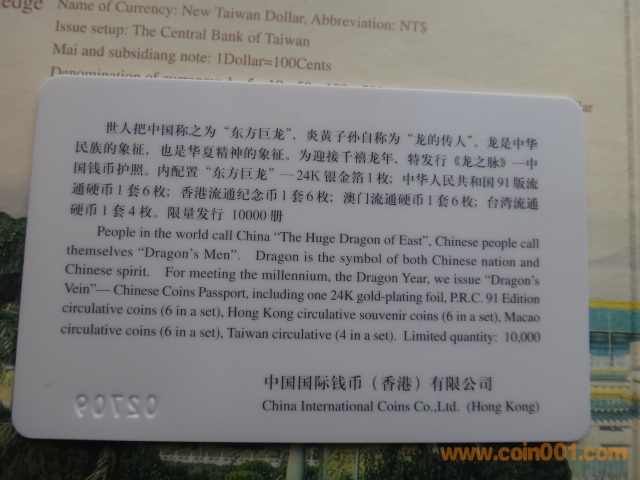 edge
Name of Currency: New Taiwan Dollar, Abbreviation: NT$
Issue setup: The Central Bank of Taiwan
Mai and subsidiang note: 1Dollar=100Cents
世人把中国称之为“东方巨龙”，炎黄子孙自称为“龙的传人”。龙是中华
民族的象征，也是华夏精神的象征。为迎接千禧龙年，特发行《龙之脉》—中
国钱币护照。内配置“东方巨龙”—24K 银金箔1枚；中华人民共和国91版流
通硬币1套6枚；香港流通纪念币1套6枚；澳门流通硬币1套6枚；台湾流通
硬币1套4枚。限量发行 10000 册
People in the world call China “The Huge Dragon of East”, Chinese people call
themselves “Dragon's Men”. Dragon is the symbol of both Chinese nation and
Chinese spirit. For meeting the millennium, the Dragon Year, we issue “Dragon's
Vein”— Chinese Coins Passport, including one 24K gold-plating foil, P.R.C. 91 Edition
circulative coins (6 in a set), Hong Kong circulative souvenir coins (6 in a set), Macao
circulative coins (6 in a set), Taiwan circulative (4 in a set). Limited quantity: 10,000
中国国际钱币（香港）有限公司
China International Coins Co.,Ltd. (Hong Kong)
02709
www.coin001.com